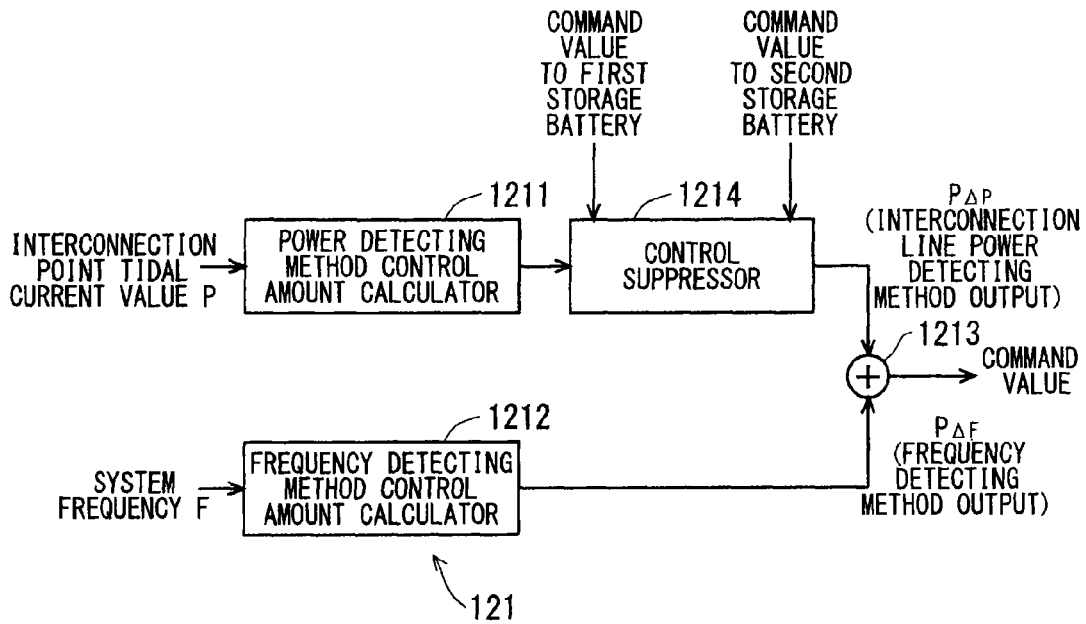 COMMAND
VALUE
TO FIRST
STORAGE
BATTERY
COMMAND
VALUE
TO SECOND
STORAGE
BATTERY
1211
1214
INTERCONNECTION
POINT TIDAL
CURRENT VALUE P
POWER DETECTING
METHOD CONTROL
AMOUNT CALCULATOR
CONTROL
SUPPRESSOR
PΔP
(INTERCONNECTION
LINE POWER
DETECTING
METHOD OUTPUT)
1213
+
COMMAND
VALUE
1212
SYSTEM
FREQUENCY F
FREQUENCY DETECTING
METHOD CONTROL
AMOUNT CALCULATOR
PΔF
(FREQUENCY
DETECTING
METHOD OUTPUT)
121